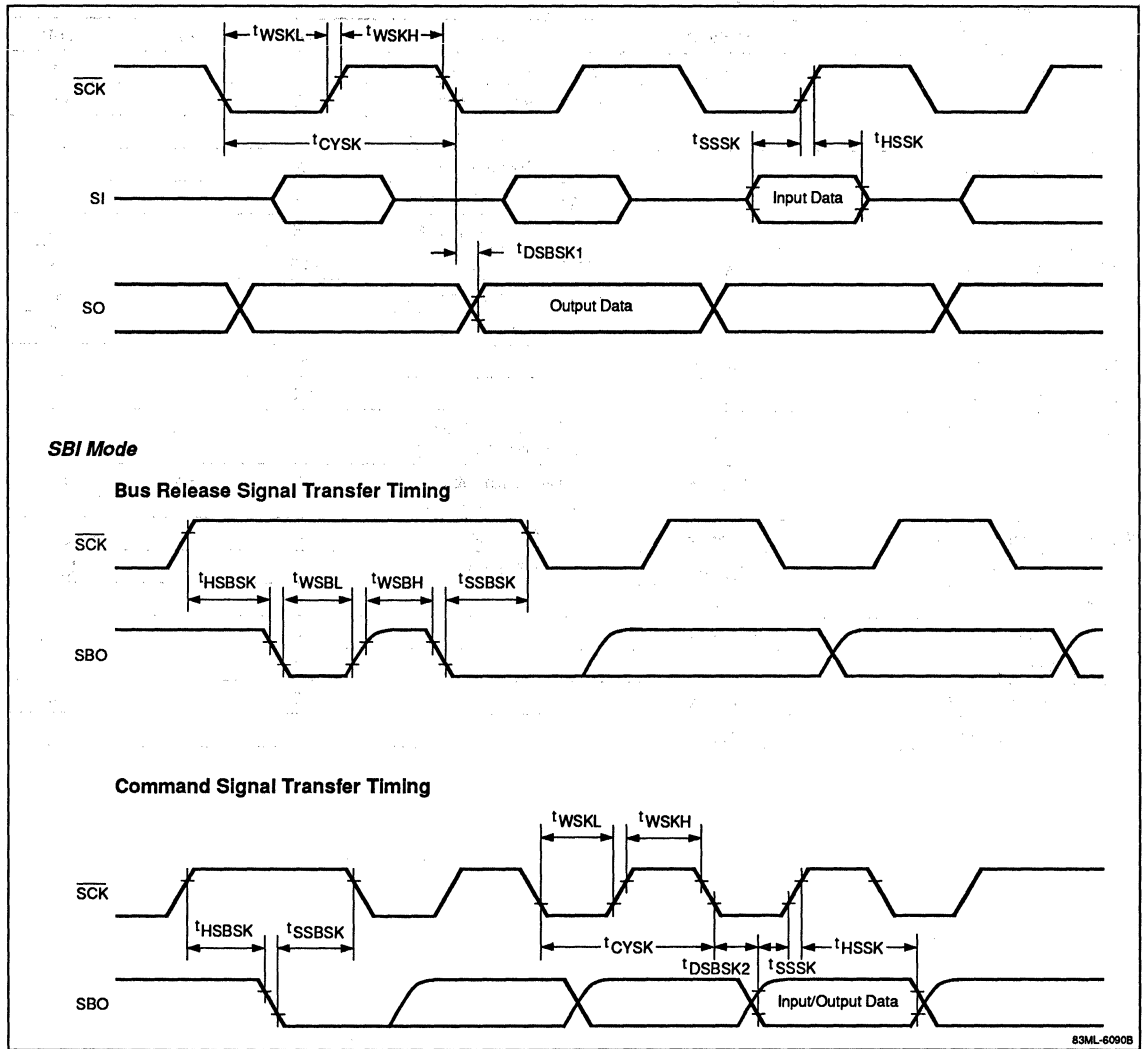 tWSKL tWSKH
SCK
tCYSK tSSSK tHSSK
SI Input Data
tDSBSK1
SO Output Data
SBI Mode
Bus Release Signal Transfer Timing
SCK
tHSBSK tWSBL tWSBH tSSBSK
SBO
Command Signal Transfer Timing
tWSKL tWSKH
SCK
tHSBSK tSSBSK tCYSK tHSSK
tDSBSK2 tSSSK
SBO Input/Output Data
83ML-6090B